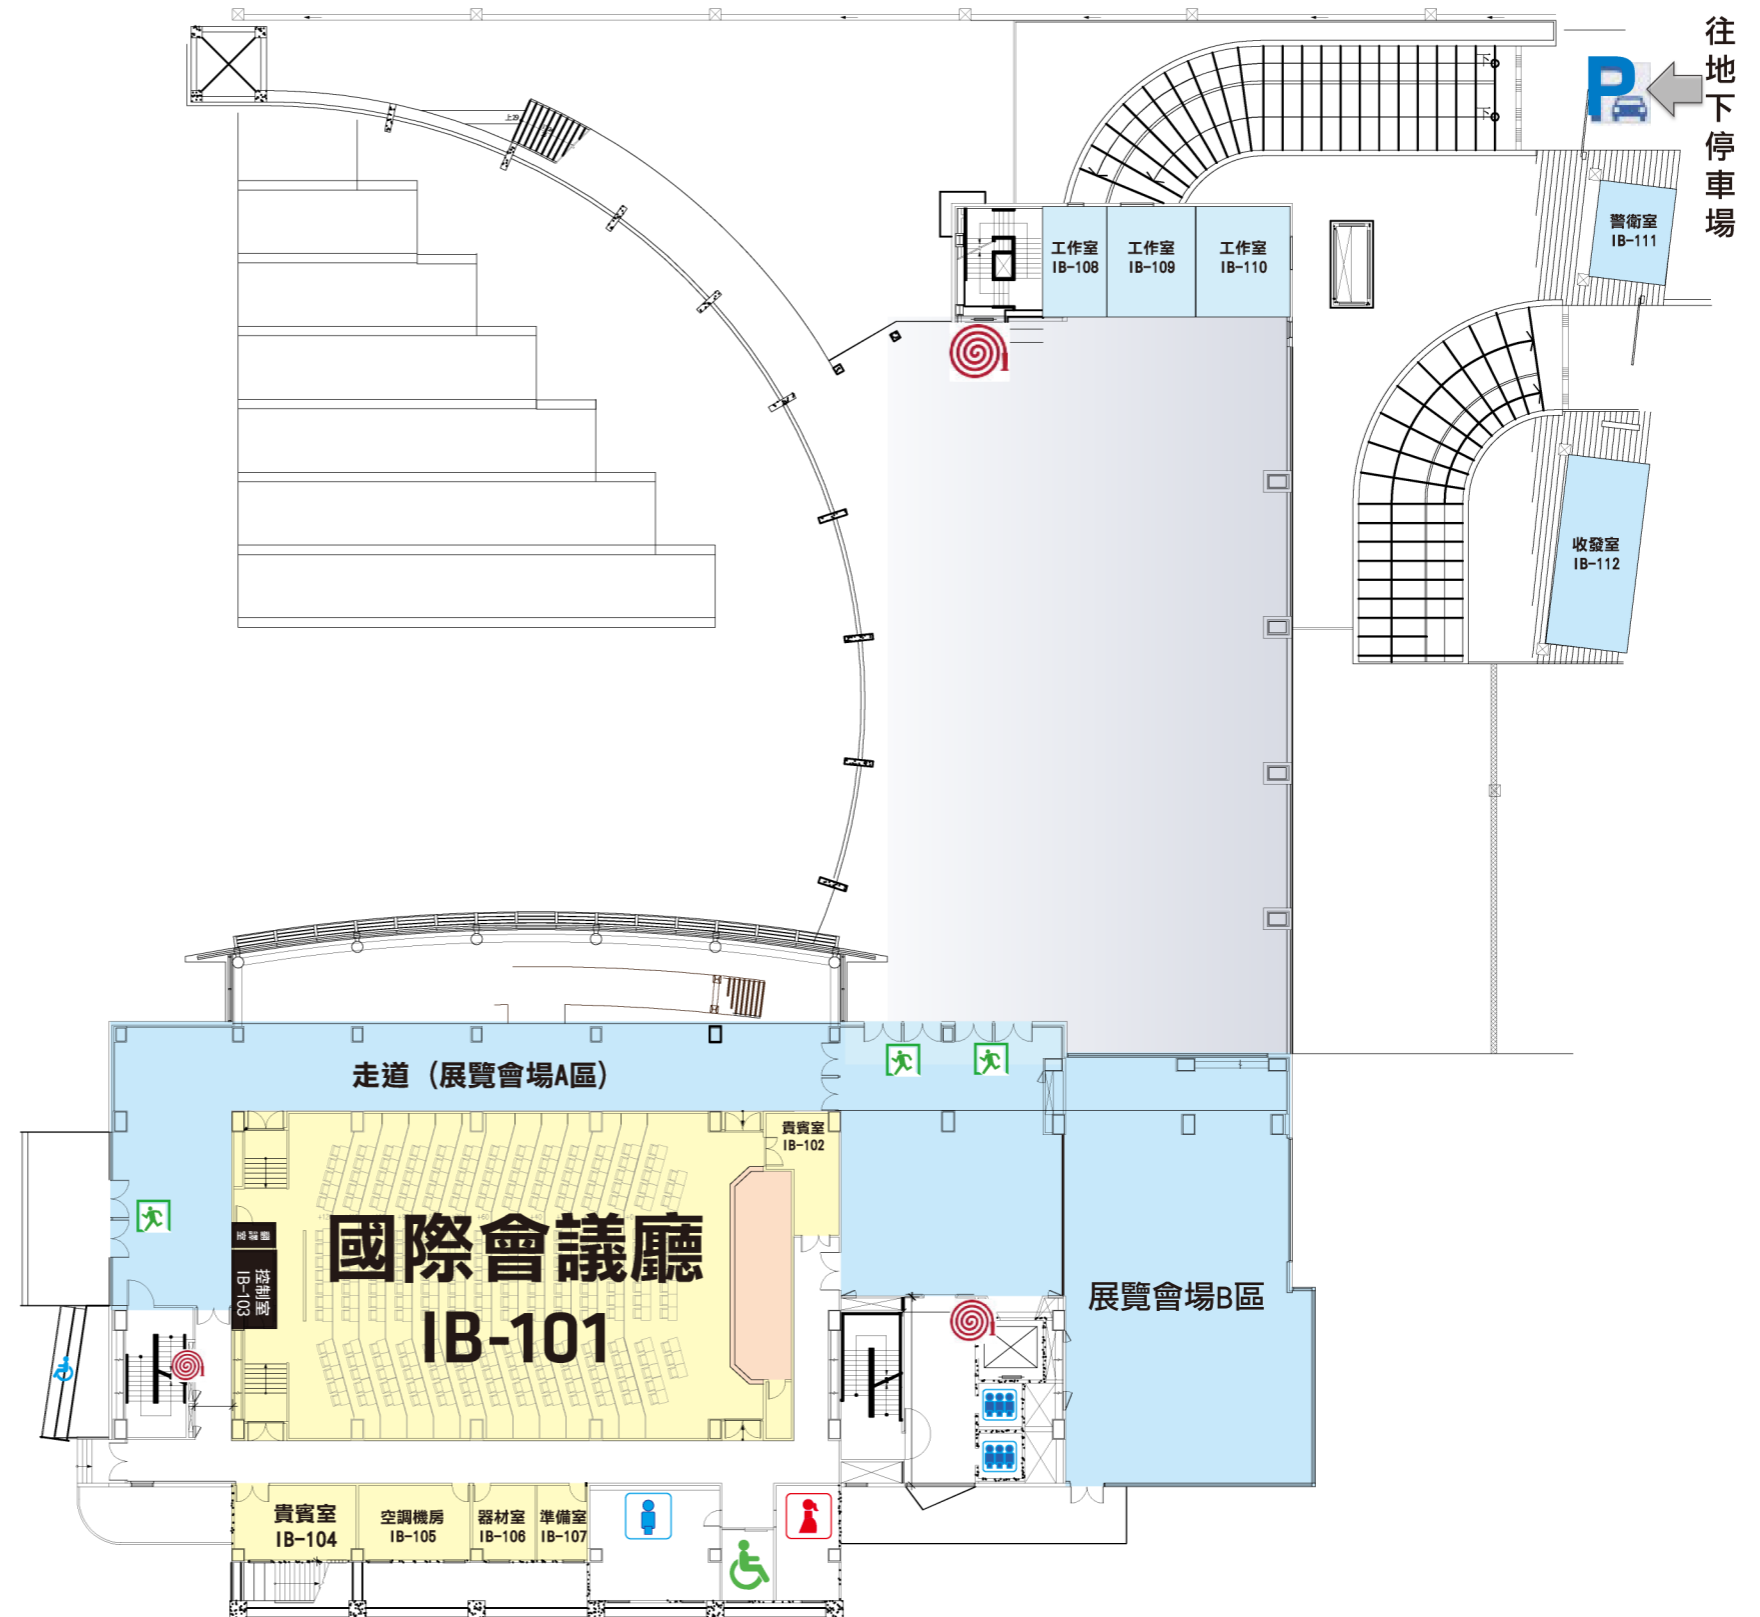 往地下停車場
P
上29
警衛室
IB-111
工作室
IB-108
工作室
IB-109
工作室
IB-110
收發室
IB-112
走道（展覽會場A區）
貴賓室
IB-102
國際會議廳
IB-101
控制室
IB-103
展覽會場B區
貴賓室
IB-104
空調機房
IB-105
器材室
IB-106
準備室
IB-107